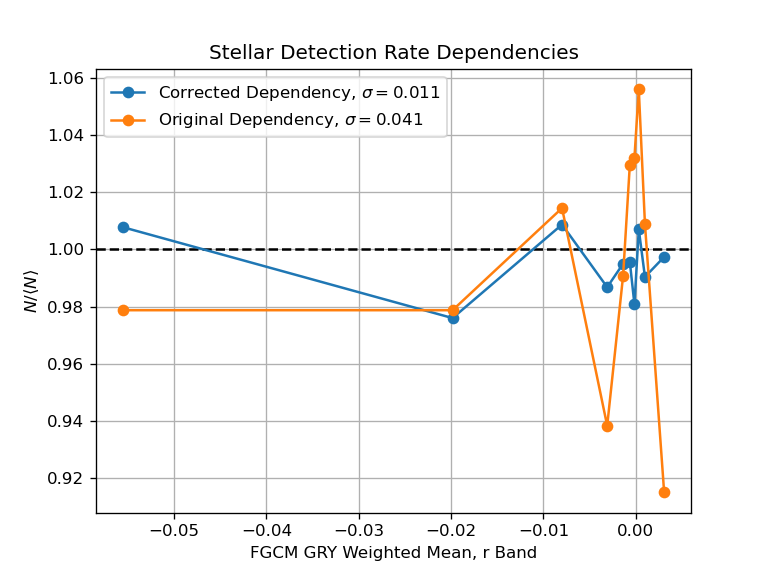 Stellar Detection Rate Dependencies
Corrected Dependency, σ = 0.011
Original Dependency, σ = 0.041
1.06
1.04
1.02
1.00
0.98
0.96
0.94
0.92
N/⟨N⟩
−0.05
−0.04
−0.03
−0.02
−0.01
0.00
FGCM GRY Weighted Mean, r Band